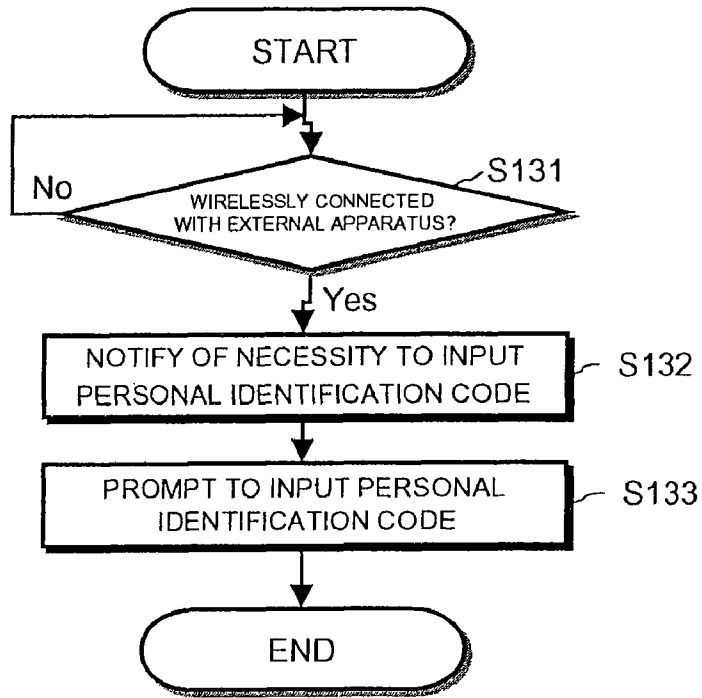 START
S131
No
WIRELESSLY CONNECTED
WITH EXTERNAL APPARATUS?
Yes
NOTIFY OF NECESSITY TO INPUT
PERSONAL IDENTIFICATION CODE
S132
PROMPT TO INPUT PERSONAL
IDENTIFICATION CODE
S133
END